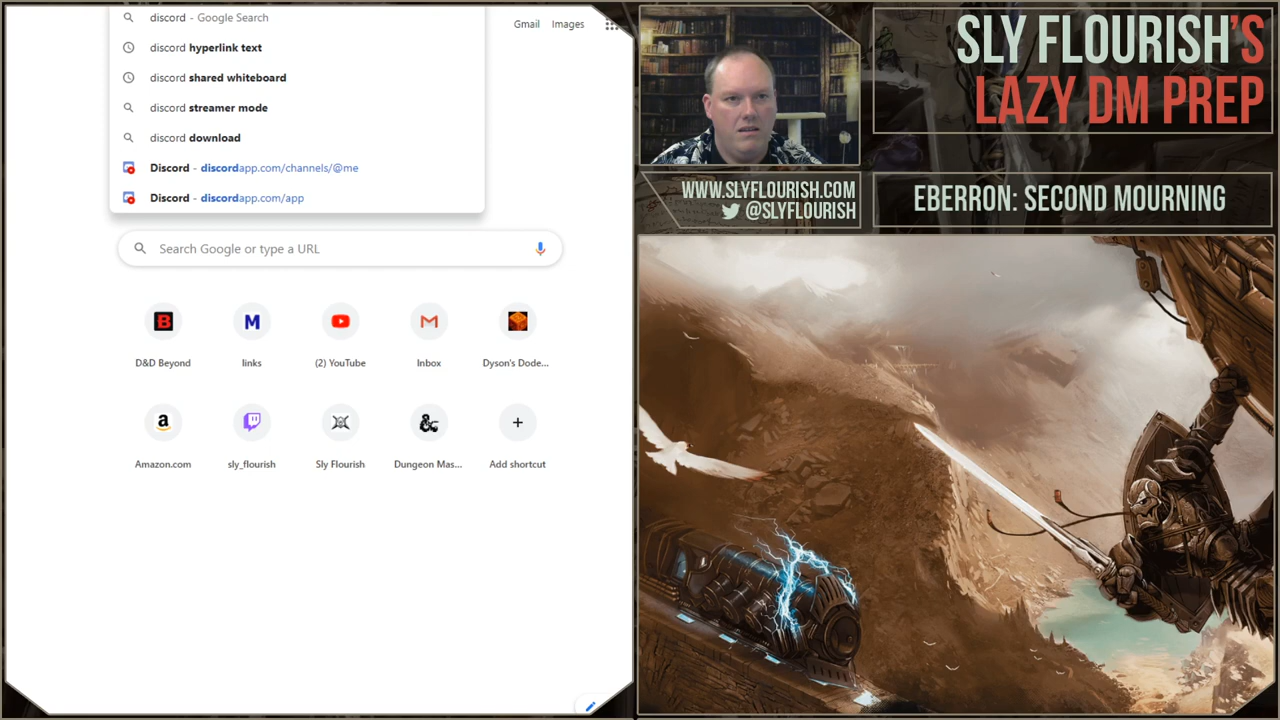 discord - Google Search
discord hyperlink text
discord shared whiteboard
discord streamer mode
discord download
Discord - discordapp.com/channels/@me
Discord - discordapp.com/app
Gmail Images
Search Google or type a URL
D&D Beyond
links
(2) YouTube
Inbox
Dyson's Dode...
Amazon.com
sly_flourish
Sly Flourish
Dungeon Mas...
Add shortcut
SLY FLOURISH'S
LAZY DM PREP
WWW.SLYFLOURISH.COM
@SLYFLOURISH
EBERRON: SECOND MOURNING